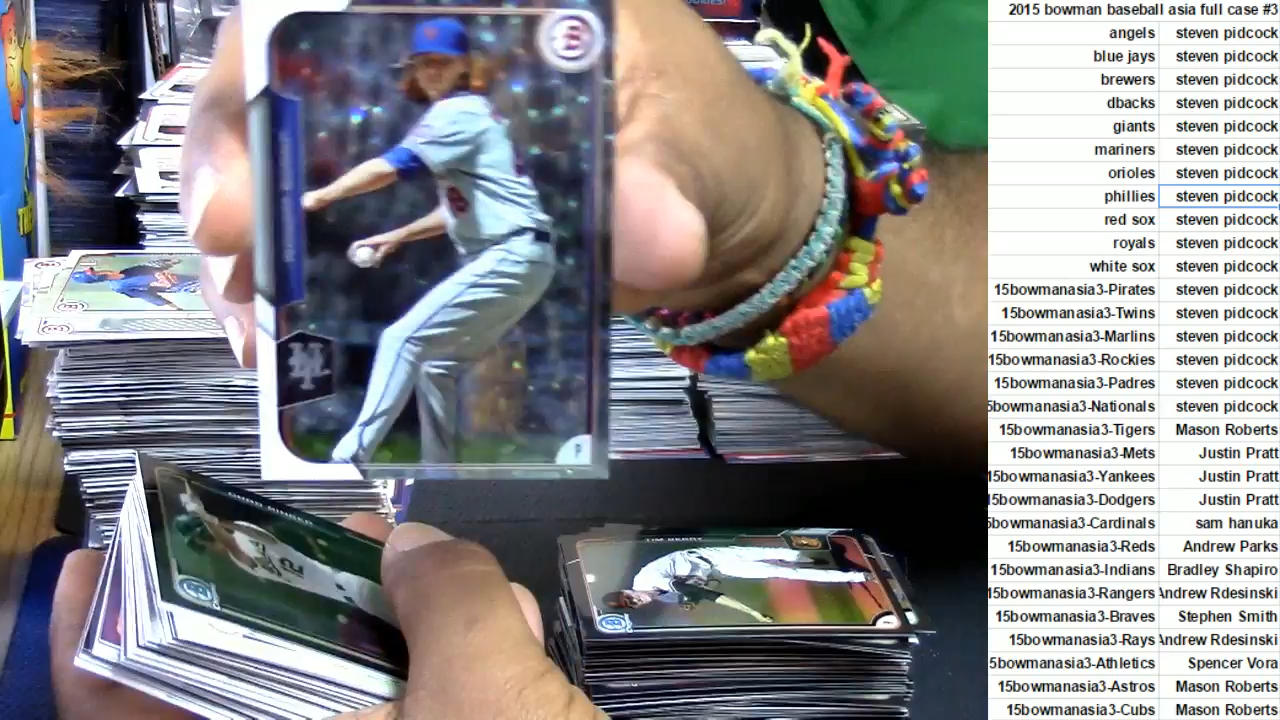 2015 bowman baseball asia full case #3
angels steven pidcock
blue jays steven pidcock
brewers steven pidcock
dbacks steven pidcock
giants steven pidcock
mariners steven pidcock
orioles steven pidcock
phillies steven pidcock
red sox steven pidcock
royals steven pidcock
white sox steven pidcock
15bowmanasia3-Pirates steven pidcock
15bowmanasia3-Twins steven pidcock
15bowmanasia3-Marlins steven pidcock
15bowmanasia3-Rockies steven pidcock
15bowmanasia3-Padres steven pidcock
5bowmanasia3-Nationals steven pidcock
15bowmanasia3-Tigers Mason Roberts
15bowmanasia3-Mets Justin Pratt
15bowmanasia3-Yankees Justin Pratt
15bowmanasia3-Dodgers Justin Pratt
5bowmanasia3-Cardinals sam hanuka
15bowmanasia3-Reds Andrew Parks
15bowmanasia3-Indians Bradley Shapiro
15bowmanasia3-Rangers Andrew Rdesinski
15bowmanasia3-Braves Stephen Smith
15bowmanasia3-Rays Andrew Rdesinski
5bowmanasia3-Athletics Spencer Vora
15bowmanasia3-Astros Mason Roberts
15bowmanasia3-Cubs Mason Roberts
B
NY
P
TIM BERRY